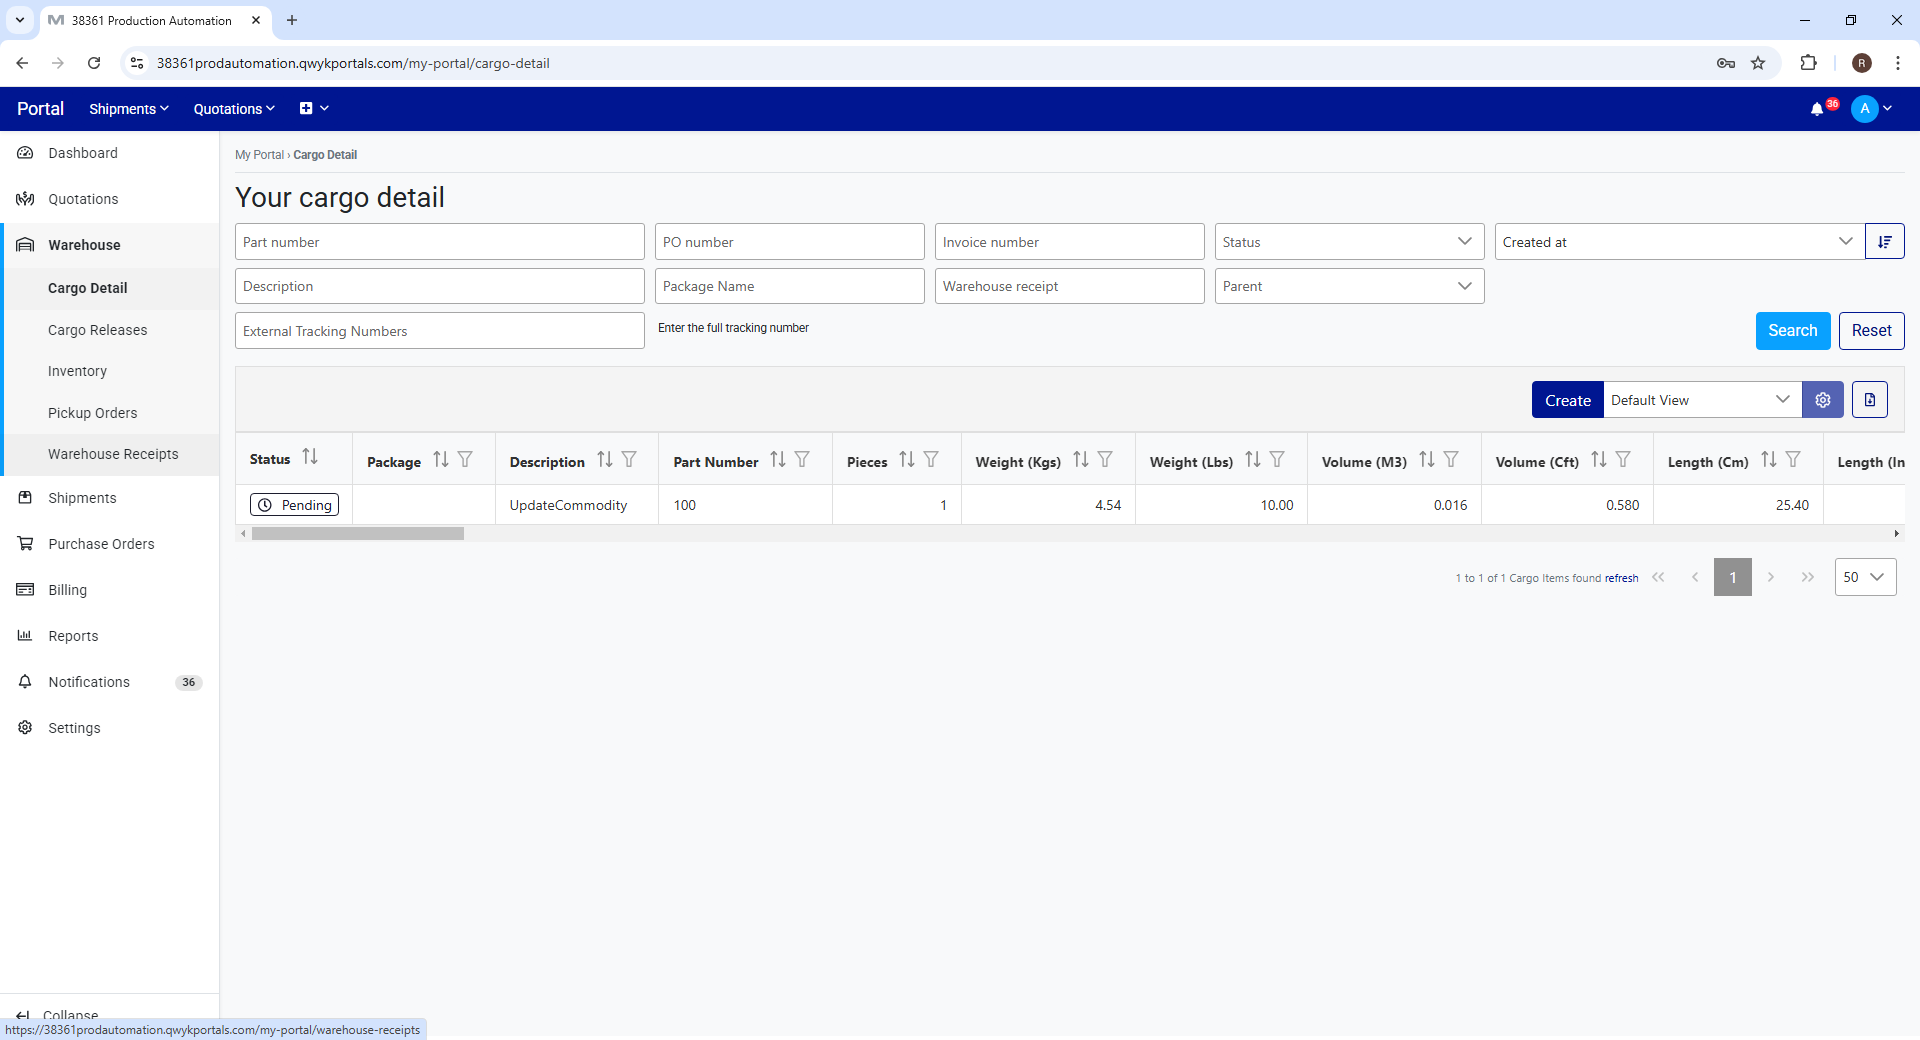 38361 Production Automation
38361prodautomation.qwykportals.com/my-portal/cargo-detail
R
Portal
Shipments
Quotations
36
A
Dashboard
Quotations
Warehouse
Cargo Detail
Cargo Releases
Inventory
Pickup Orders
Warehouse Receipts
Shipments
Purchase Orders
Billing
Reports
Notifications 36
Settings
Collapse
https://38361prodautomation.qwykportals.com/my-portal/warehouse-receipts
My Portal › Cargo Detail
Your cargo detail
Part number PO number Invoice number Status Created at
Description Package Name Warehouse receipt Parent
External Tracking Numbers Enter the full tracking number Search Reset
Create Default View
Status Package Description Part Number Pieces Weight (Kgs) Weight (Lbs) Volume (M3) Volume (Cft) Length (Cm) Length (In
Pending UpdateCommodity 100 1 4.54 10.00 0.016 0.580 25.40
1 to 1 of 1 Cargo Items found refresh 1 50